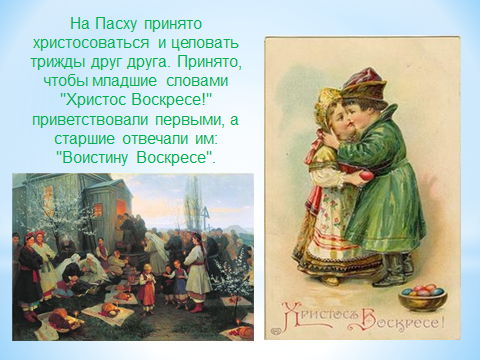 На Пасху принято
христосоваться и целовать
трижды друг друга. Принято,
чтобы младшие словами
"Христос Воскресе!"
приветствовали первыми, а
старшие отвечали им:
"Воистину Воскресе".
Христосъ Воскресе!